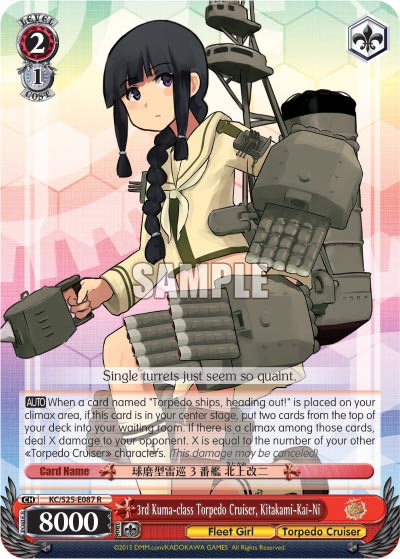 LEVEL
2
1
COST
SAMPLE
Single turrets just seem so quaint.
AUTO When a card named "Torpedo ships, heading out!" is placed on
your climax area, if this card is in your center stage, put two cards from the top
of your deck into your waiting room. If there is a climax among those cards,
deal X damage to your opponent. X is equal to the number of your other
«Torpedo Cruiser» characters. (This damage may be canceled)
Card Name 球磨型雷巡３番艦 北上改二
CH KC/S25-E087 R
3rd Kuma-class Torpedo Cruiser, Kitakami-Kai-Ni
POWER
8000
Fleet Girl Torpedo Cruiser
©2015 DMM.com/KADOKAWA GAMES All Rights Reserved.